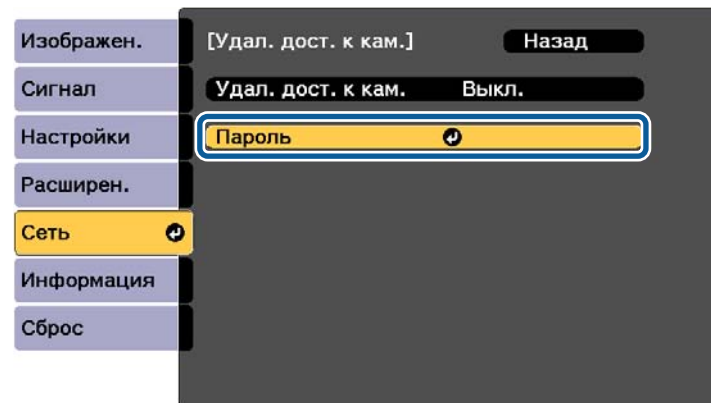 Изображен.
Сигнал
Настройки
Расширен.
Сеть
Информация
Сброс
[Удал. дост. к кам.] Назад
Удал. дост. к кам. Выкл.
Пароль